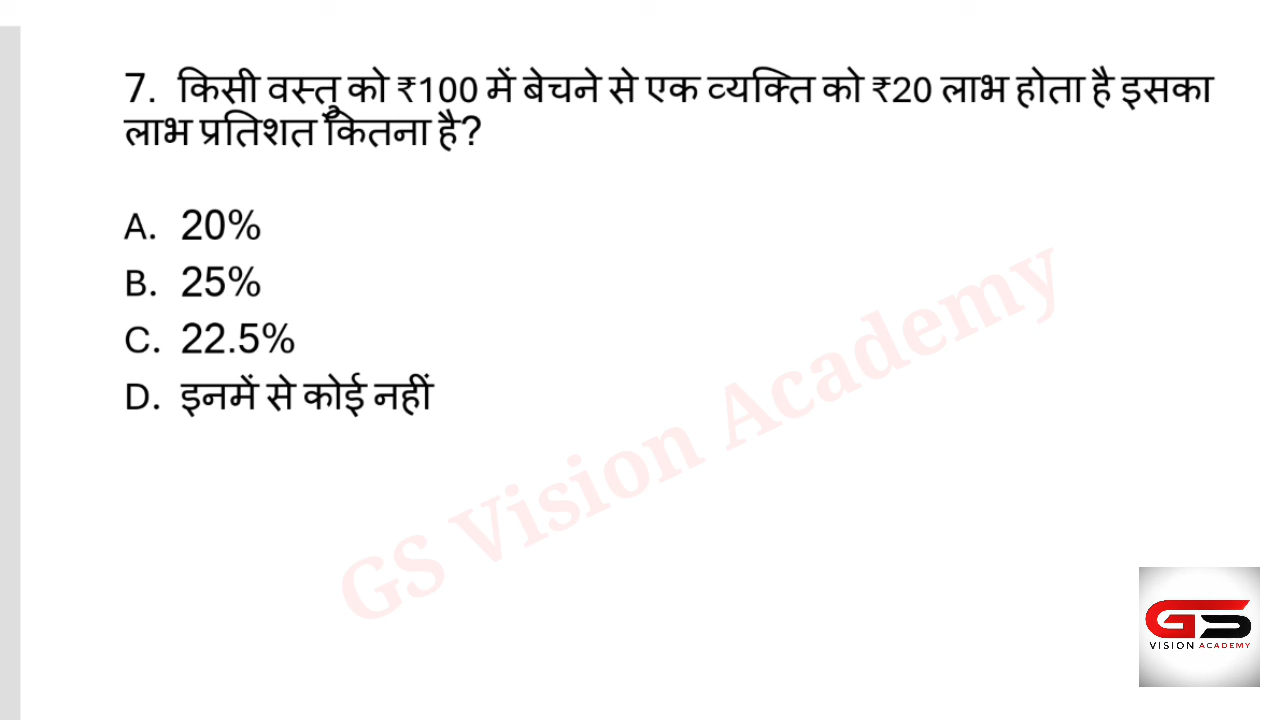 7. किसी वस्तु को ₹100 में बेचने से एक व्यक्ति को ₹20 लाभ होता है इसका
लाभ प्रतिशत कितना है?
A. 20%
B. 25%
C. 22.5%
D. इनमें से कोई नहीं
GS Vision Academy
GS
VISION ACADEMY